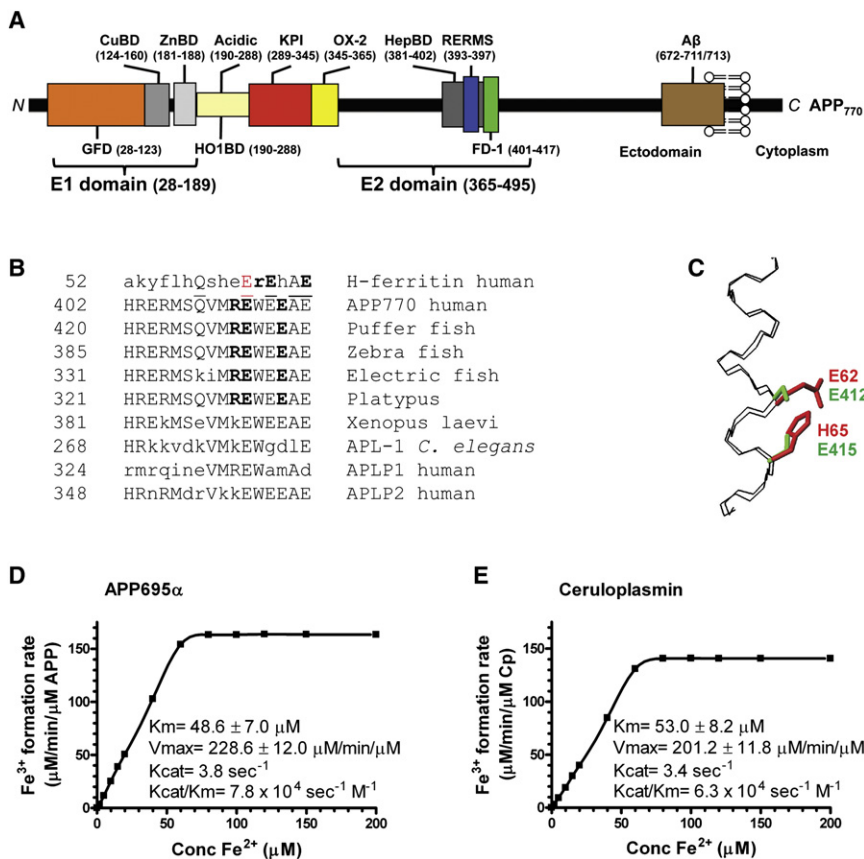 A
CuBD ZnBD Acidic KPI OX-2 HepBD RERMS Aβ
(124-160) (181-188) (190-288) (289-345) (345-365) (381-402) (393-397) (672-711/713)
N C APP770
GFD (28-123) HO1BD (190-288) FD-1 (401-417) Ectodomain Cytoplasm
E1 domain (28-189) E2 domain (365-495)
B
52 akyflhQsheErEhAE H-ferritin human
402 HRERMSQVMREWEEAE APP770 human
420 HRERMSQVMREWEEAE Puffer fish
385 HRERMSQVMREWEEAE Zebra fish
331 HRERMSkiMREWEEAE Electric fish
321 HRERMSQVMREWEEAE Platypus
381 HREkMSeVMkEWEEAE Xenopus laevi
268 HRkkvdkVMkEWgdlE APL-1 C. elegans
324 rmrqineVMREWamAd APLP1 human
348 HRnRMdrVkkEWEEAE APLP2 human
C
E62
E412
H65
E415
D APP695α
Fe3+ formation rate
(μM/min/μM APP)
150
100
50
0
Km= 48.6 ± 7.0 μM
Vmax= 228.6 ± 12.0 μM/min/μM
Kcat= 3.8 sec-1
Kcat/Km= 7.8 x 104 sec-1 M-1
0 50 100 150 200
Conc Fe2+ (μM)
E Ceruloplasmin
Fe3+ formation rate
(μM/min/μM Cp)
150
100
50
0
Km= 53.0 ± 8.2 μM
Vmax= 201.2 ± 11.8 μM/min/μM
Kcat= 3.4 sec-1
Kcat/Km= 6.3 x 104 sec-1 M-1
0 50 100 150 200
Conc Fe2+ (μM)